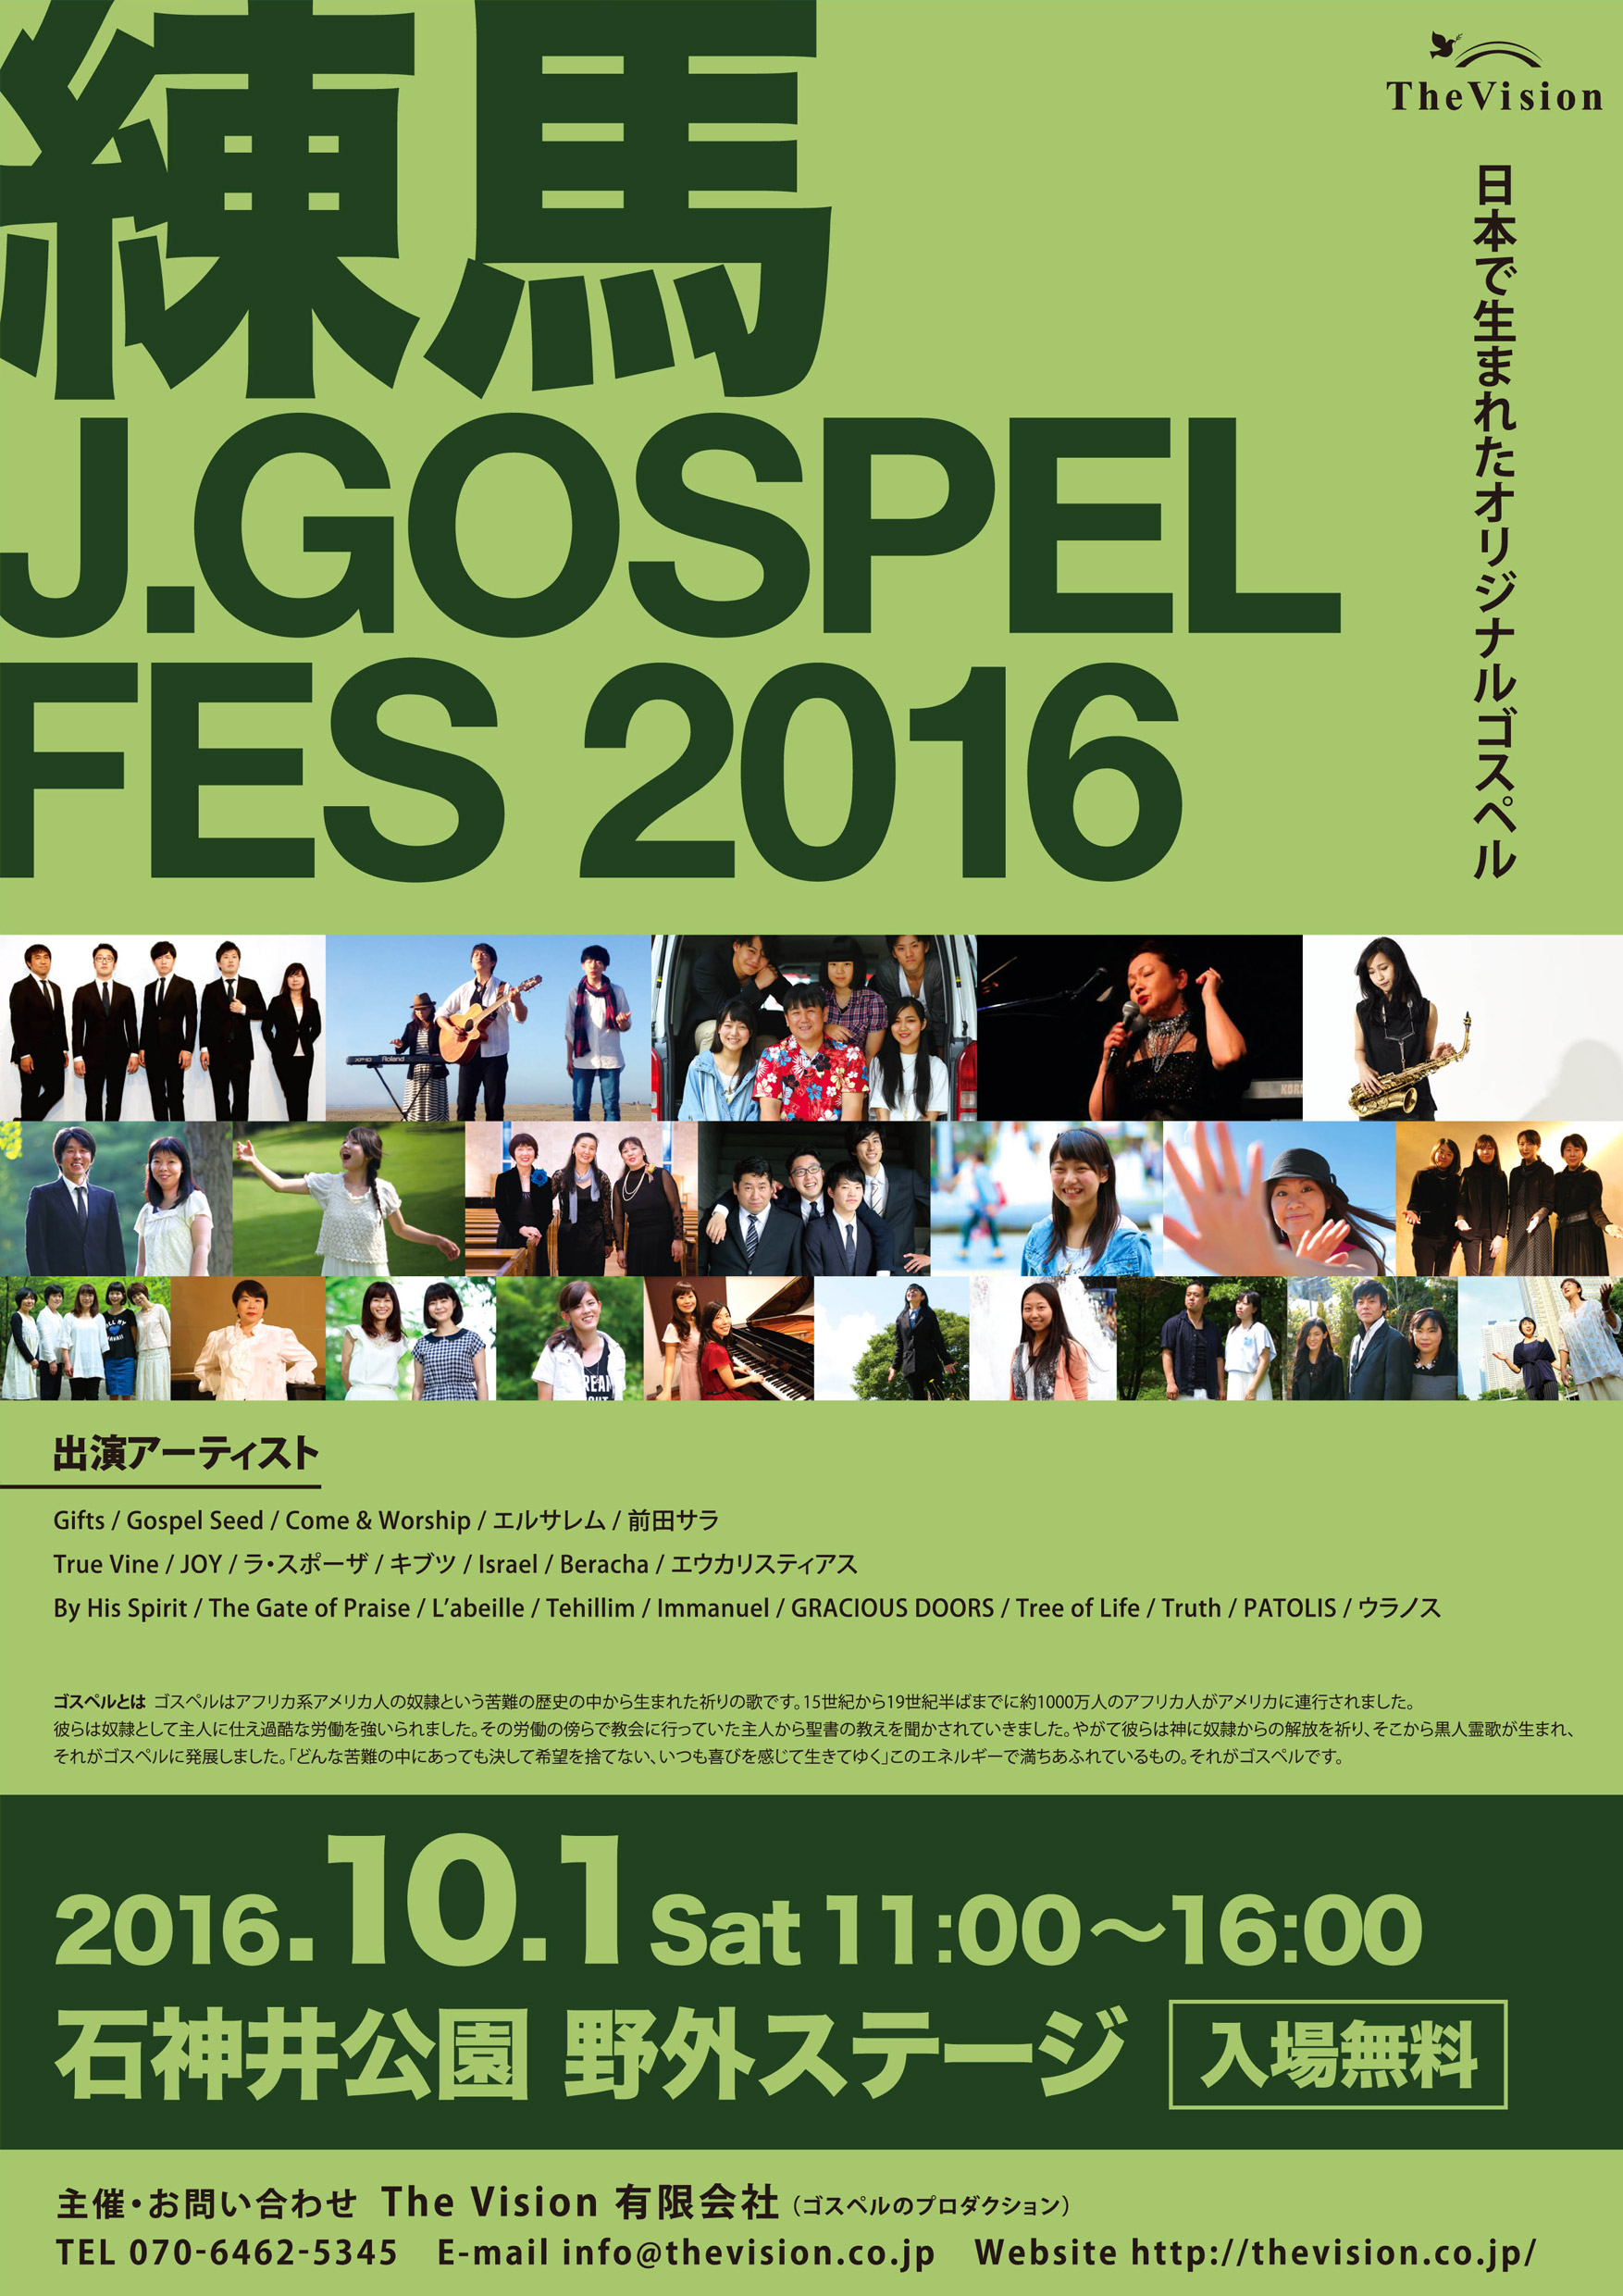 練馬
J.GOSPEL
FES 2016
TheVision
日本で生まれたオリジナルゴスペル
Roland
出演アーティスト
Gifts / Gospel Seed / Come & Worship / エルサレム / 前田サラ
True Vine / JOY / ラ・スポーザ / キブツ / Israel / Beracha / エウカリスティアス
By His Spirit / The Gate of Praise / L’abeille / Tehillim / Immanuel / GRACIOUS DOORS / Tree of Life / Truth / PATOLIS / ウラノス
ゴスペルとは ゴスペルはアフリカ系アメリカ人の奴隷という苦難の歴史の中から生まれた祈りの歌です。15世紀から19世紀半ばまでに約1000万人のアフリカ人がアメリカに連行されました。
彼らは奴隷として主人に仕え過酷な労働を強いられました。その労働の傍らで教会に行っていた主人から聖書の教えを聞かされていきました。やがて彼らは神に奴隷からの解放を祈り、そこから黒人霊歌が生まれ、
それがゴスペルに発展しました。「どんな苦難の中にあっても決して希望を捨てない、いつも喜びを感じて生きてゆく」このエネルギーで満ちあふれているもの。それがゴスペルです。
2016.10.1 Sat 11:00～16:00
石神井公園 野外ステージ 入場無料
主催・お問い合わせ The Vision 有限会社（ゴスペルのプロダクション）
TEL 070-6462-5345 E-mail info@thevision.co.jp Website http://thevision.co.jp/